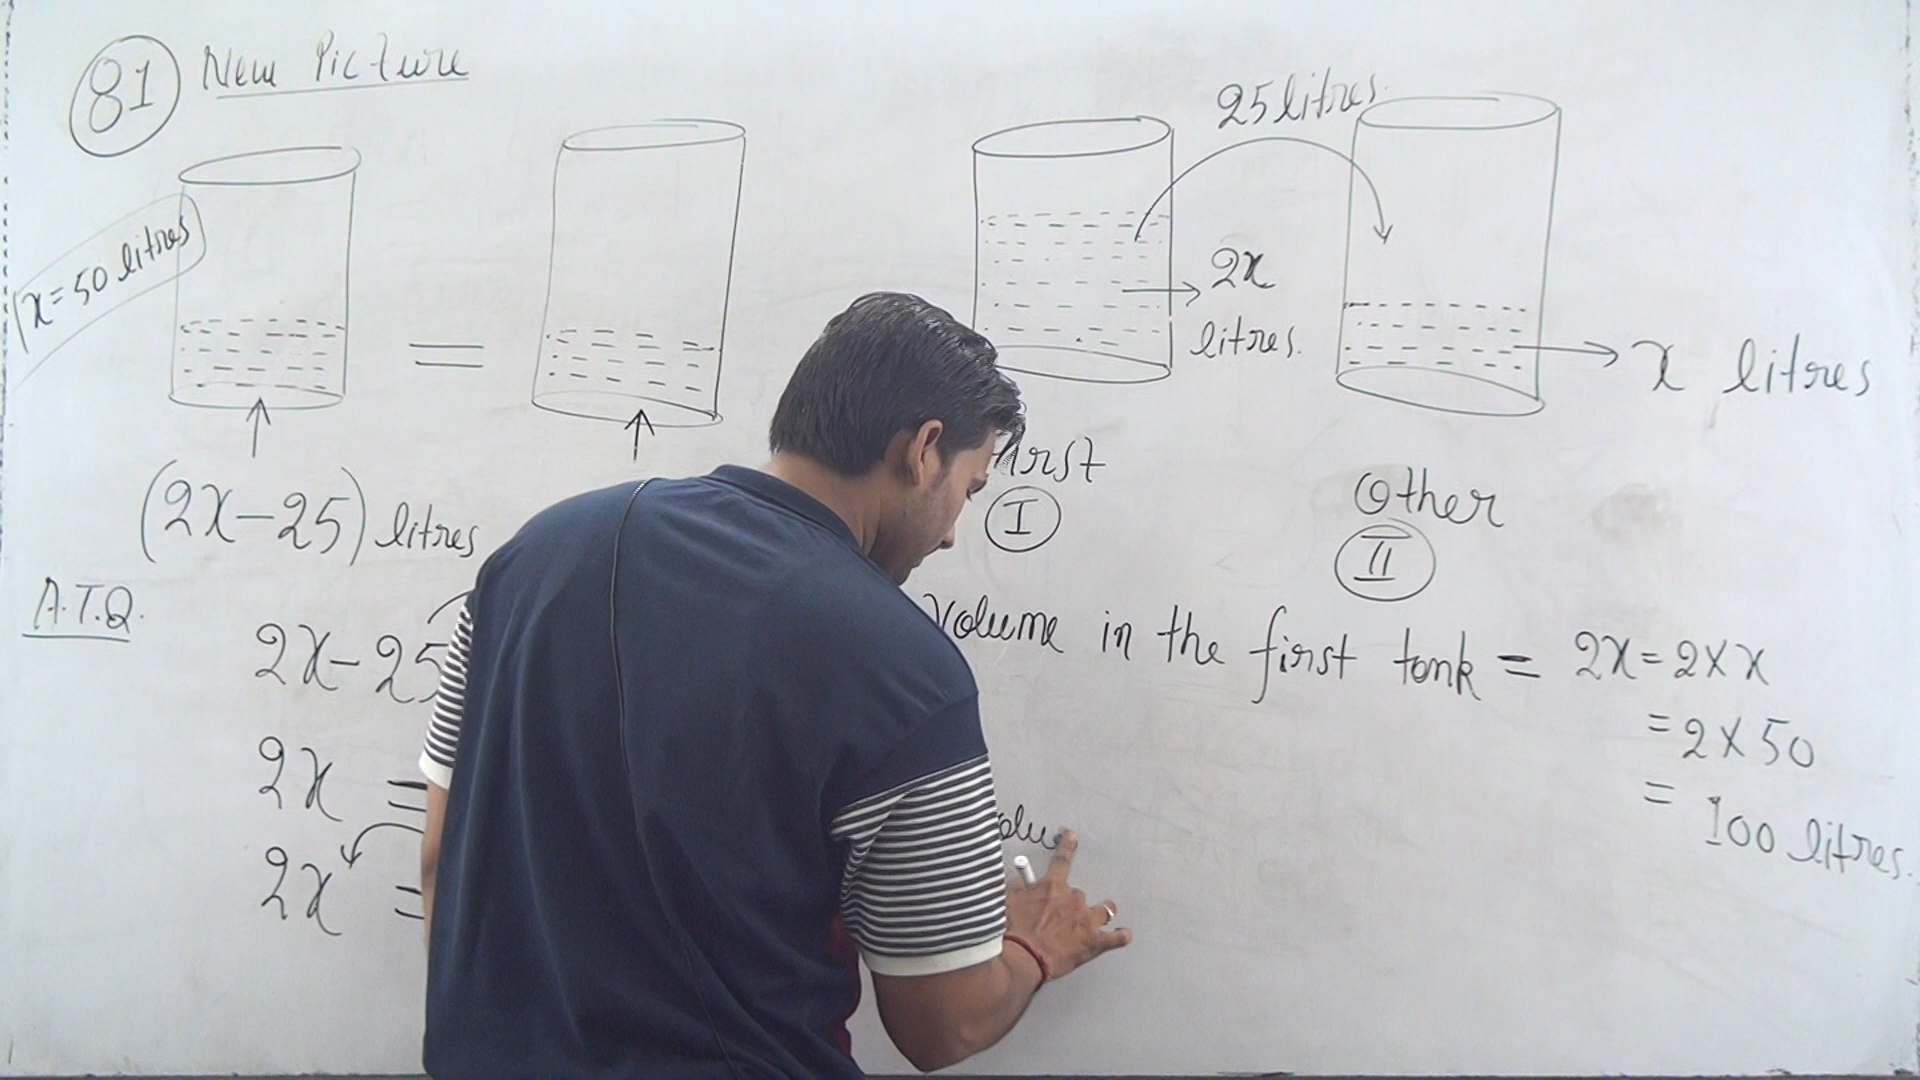 81 New Picture
25 litres.
x = 50 litres
2x
litres.
x litres
(2x-25) litres
Other
I
II
A.T.Q.
2x-25
2x =
2x =
Volume in the first tank = 2x = 2×x
= 2×50
= 100 litres.